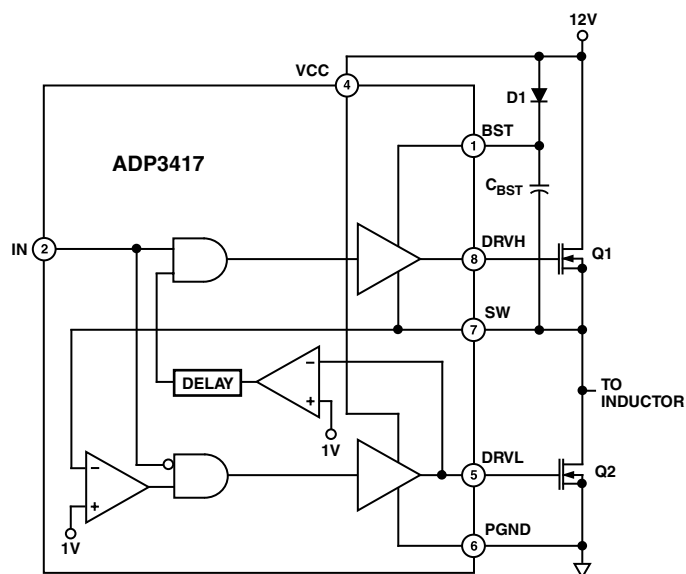 12V
VCC
4
D1
BST
1
ADP3417
C_BST
IN
2
DRVH
8
Q1
SW
7
DELAY
–
+
1V
TO
INDUCTOR
DRVL
5
Q2
–
+
1V
PGND
6